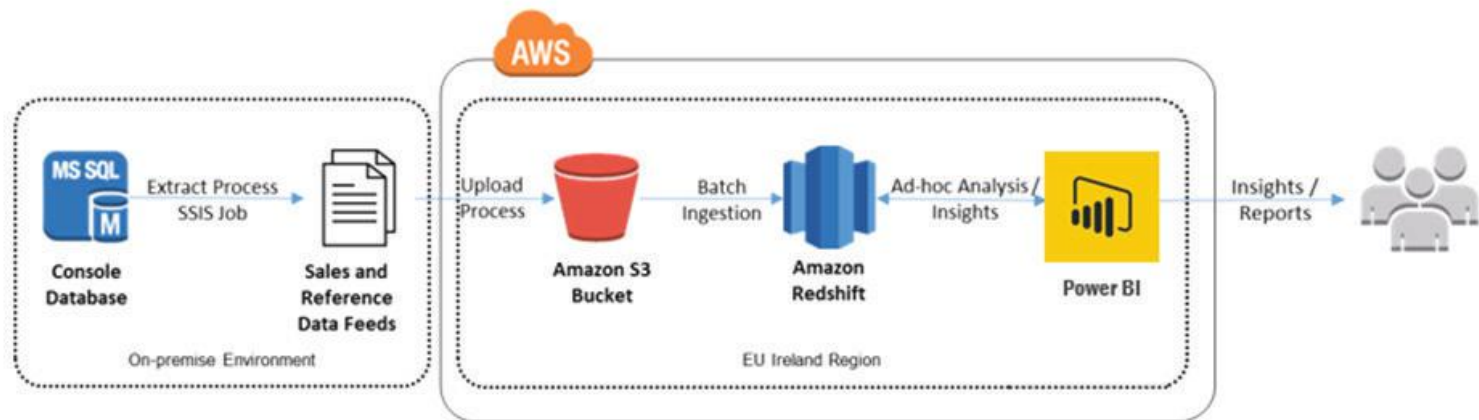 AWS
MS SQL
M
Extract Process
SSIS Job
Console
Database
Sales and
Reference
Data Feeds
On-premise Environment
Upload
Process
Amazon S3
Bucket
Batch
Ingestion
Amazon
Redshift
Ad-hoc Analysis/
Insights
Power BI
EU Ireland Region
Insights /
Reports